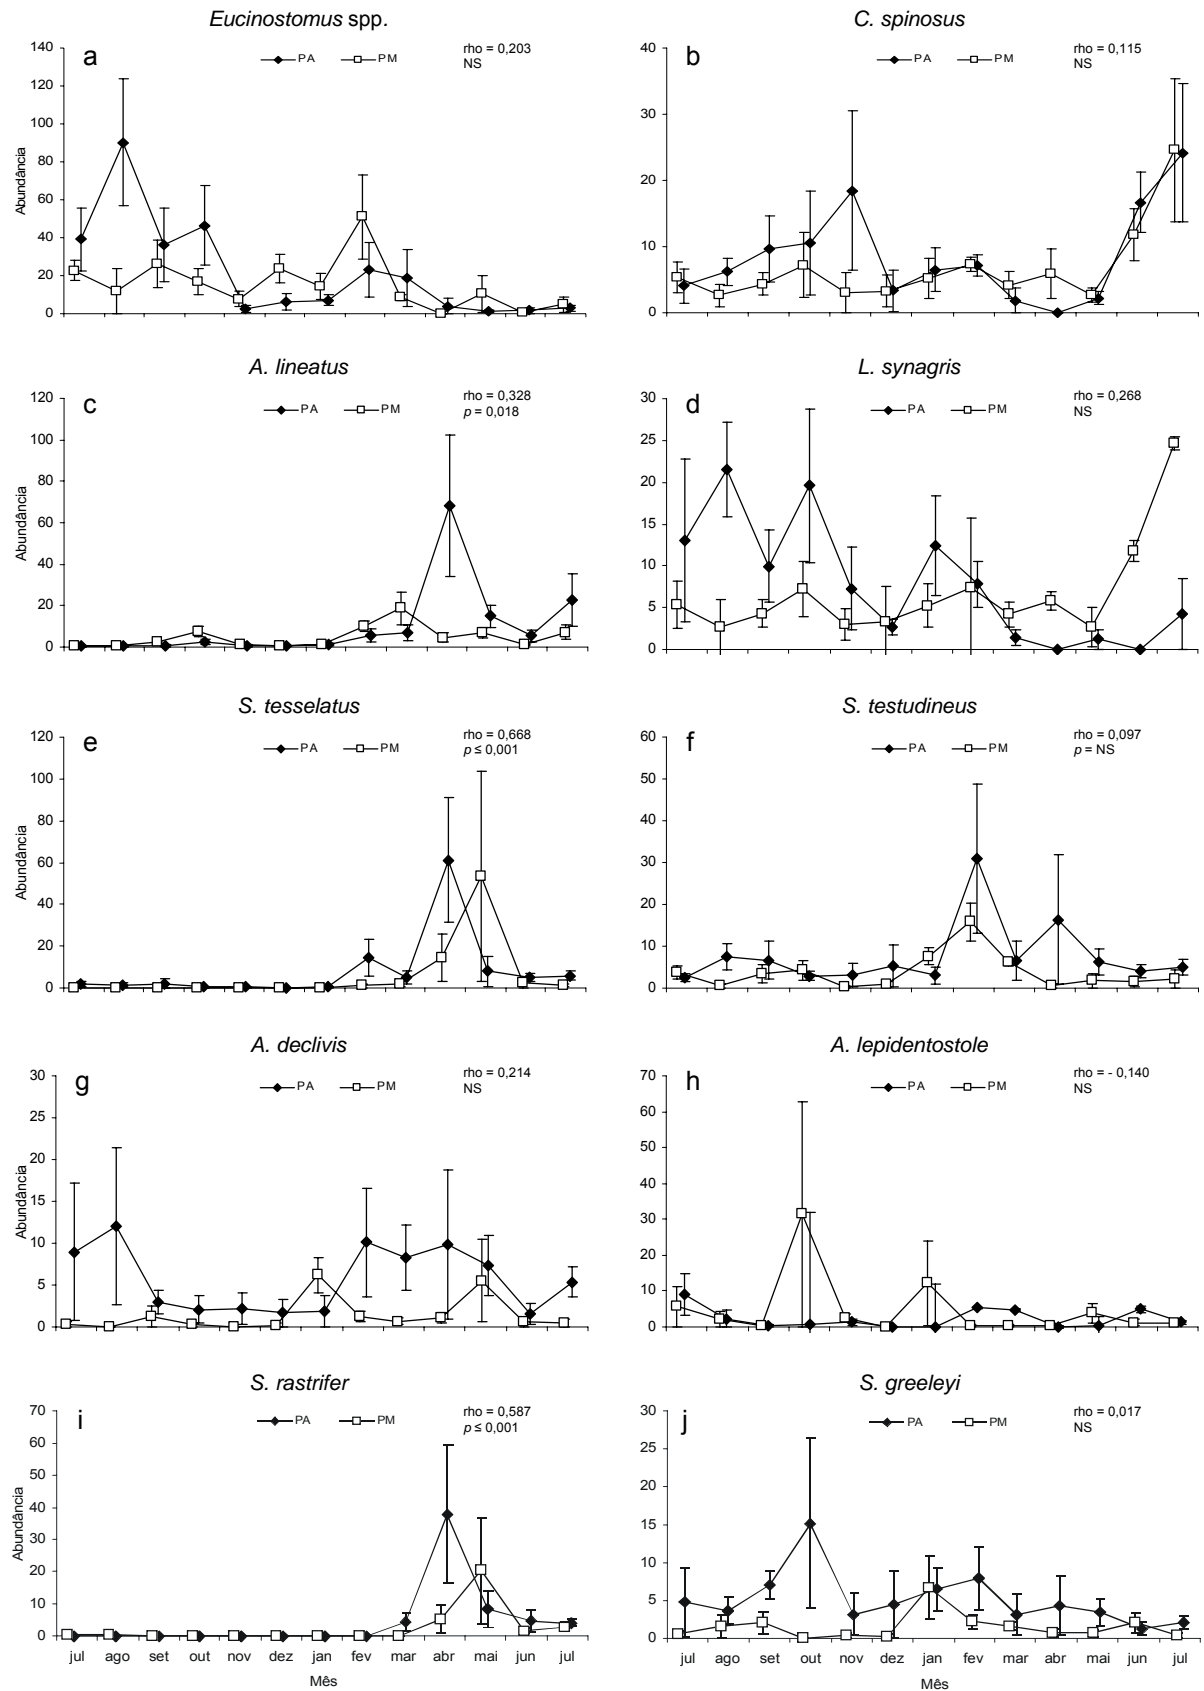 Eucinostomus spp.
a
PA PM
rho = 0,203
NS
140
120
100
80
60
40
20
0
Abundância
C. spinosus
b
PA PM
rho = 0,115
NS
40
30
20
10
0
A. lineatus
c
PA PM
rho = 0,328
p = 0,018
120
100
80
60
40
20
0
Abundância
L. synagris
d
PA PM
rho = 0,268
NS
30
25
20
15
10
5
0
S. tesselatus
e
PA PM
rho = 0,668
p ≤ 0,001
120
100
80
60
40
20
0
Abundância
S. testudineus
f
PA PM
rho = 0,097
p = NS
60
50
40
30
20
10
0
A. declivis
g
PA PM
rho = 0,214
NS
30
25
20
15
10
5
0
Abundância
A. lepidentostole
h
PA PM
rho = - 0,140
NS
70
60
50
40
30
20
10
0
S. rastrifer
i
PA PM
rho = 0,587
p ≤ 0,001
70
60
50
40
30
20
10
0
Abundância
jul ago set out nov dez jan fev mar abr mai jun jul
Mês
S. greeleyi
j
PA PM
rho = 0,017
NS
30
25
20
15
10
5
0
jul ago set out nov dez jan fev mar abr mai jun jul
Mês